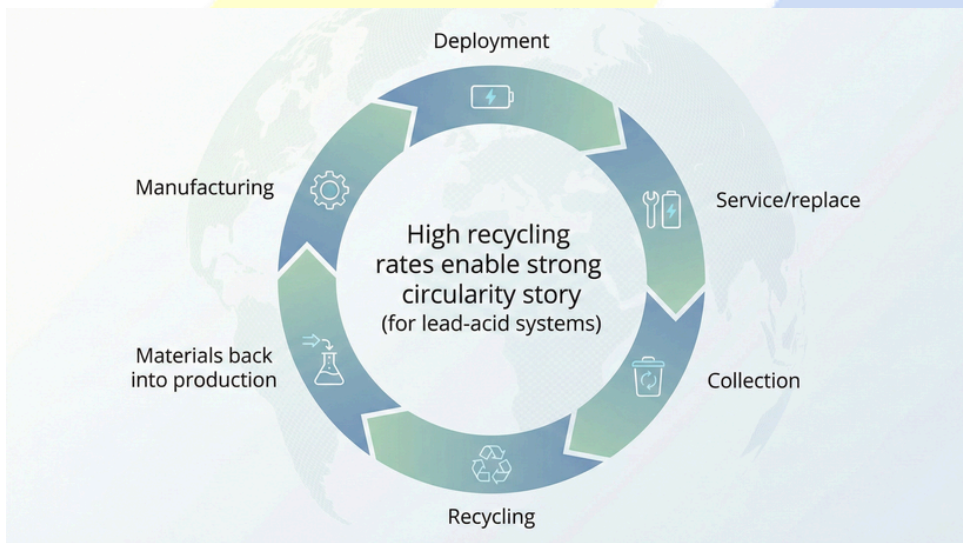 Deployment
Service/replace
Collection
Recycling
Materials back
into production
Manufacturing
High recycling
rates enable strong
circularity story
(for lead-acid systems)